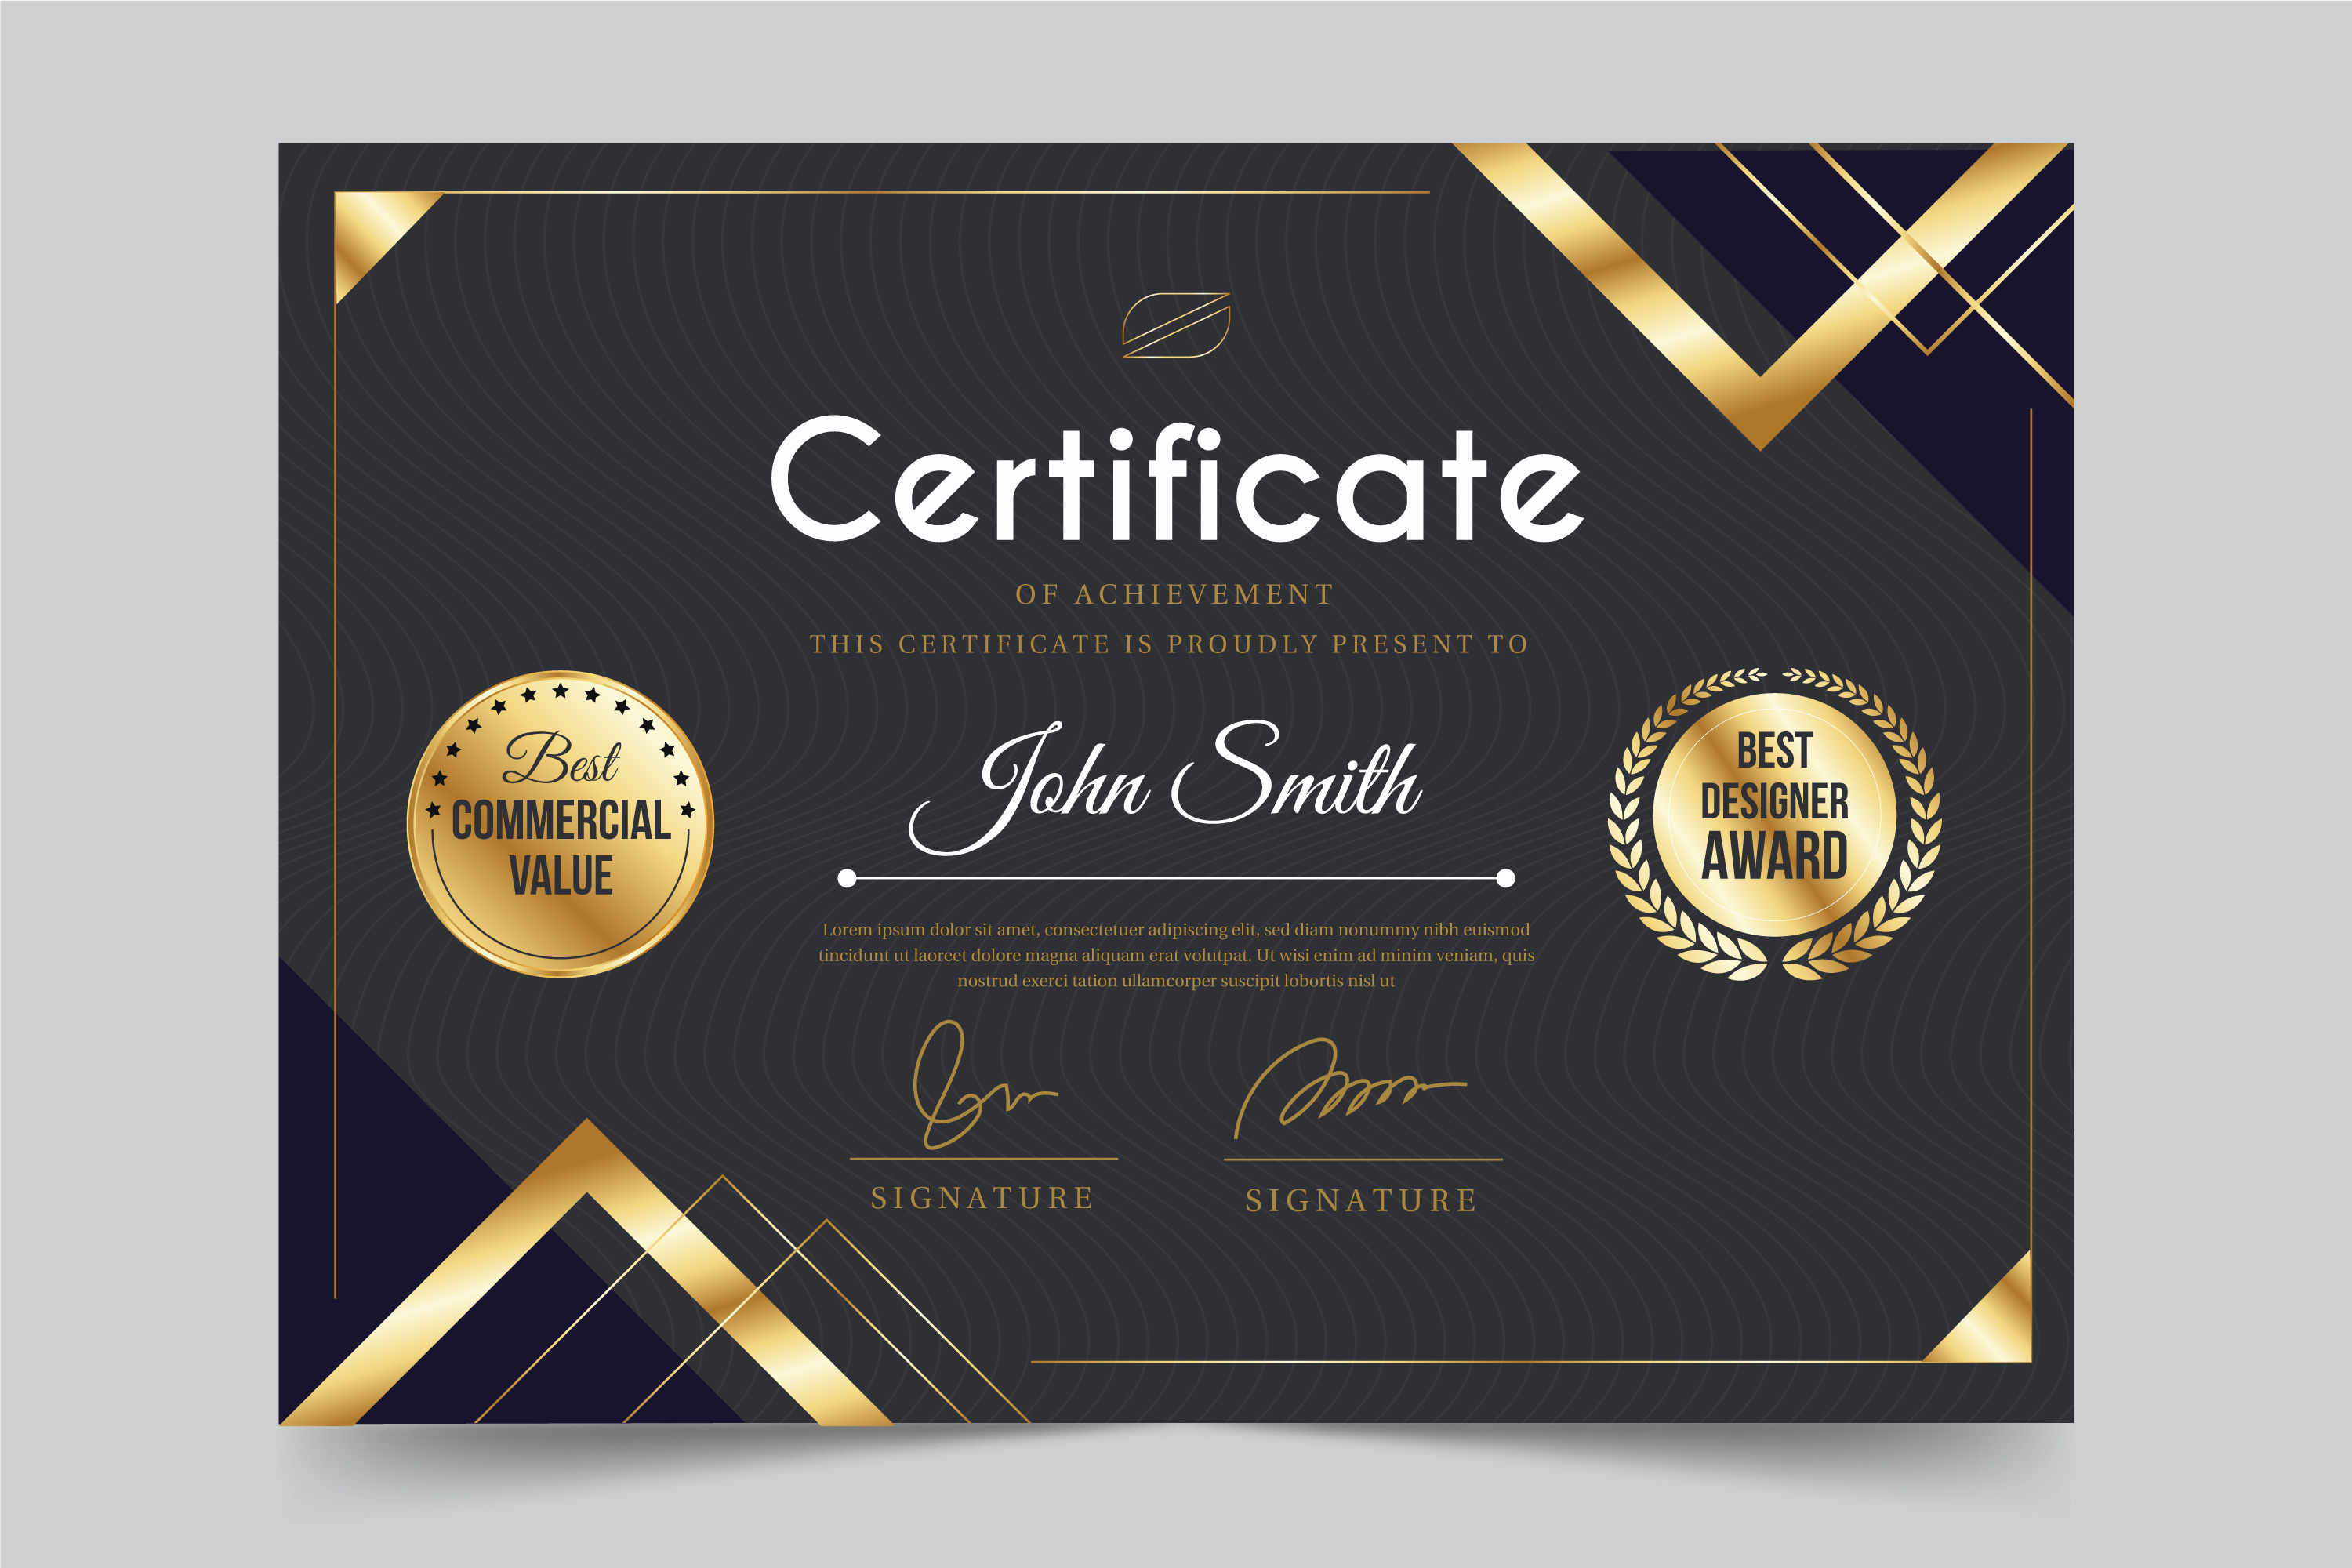 Certificate
OF ACHIEVEMENT
THIS CERTIFICATE IS PROUDLY PRESENT TO
Best
COMMERCIAL
VALUE
John Smith
BEST
DESIGNER
AWARD
Lorem ipsum dolor sit amet, consectetuer adipiscing elit, sed diam nonummy nibh euismod
tincidunt ut laoreet dolore magna aliquam erat volutpat. Ut wisi enim ad minim veniam, quis
nostrud exerci tation ullamcorper suscipit lobortis nisl ut
SIGNATURE
SIGNATURE